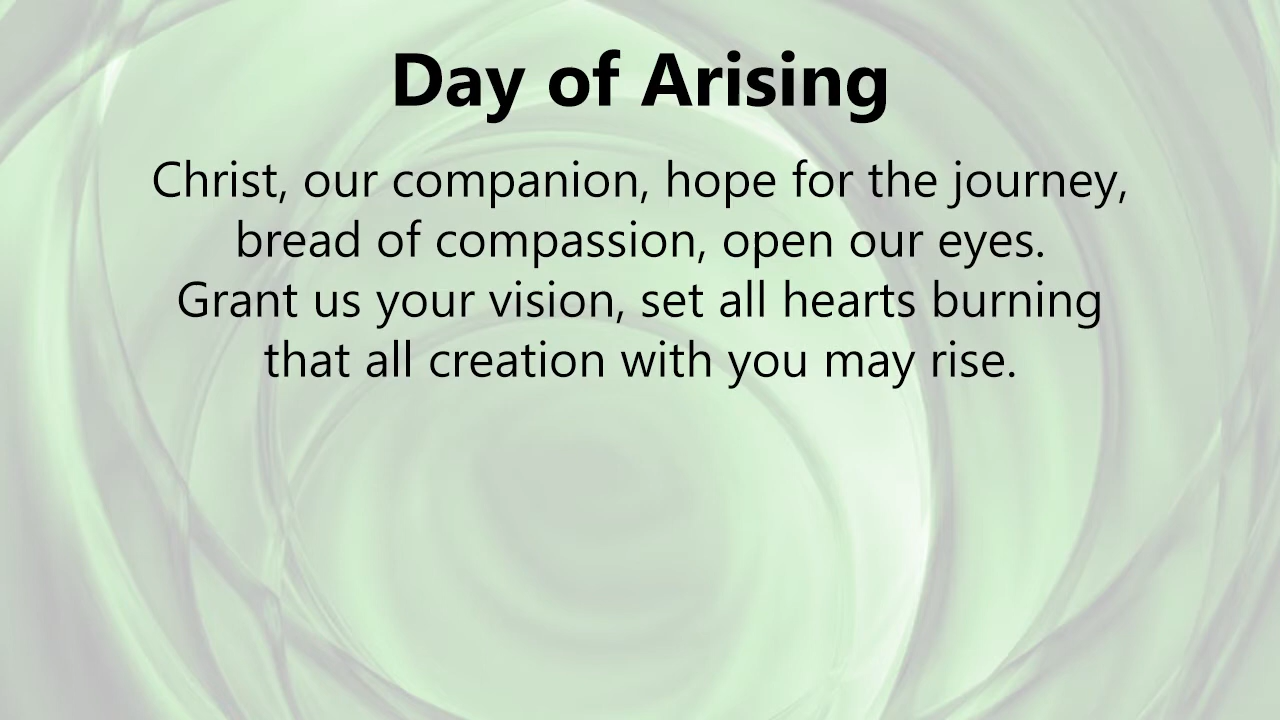 Day of Arising
Christ, our companion, hope for the journey,
bread of compassion, open our eyes.
Grant us your vision, set all hearts burning
that all creation with you may rise.